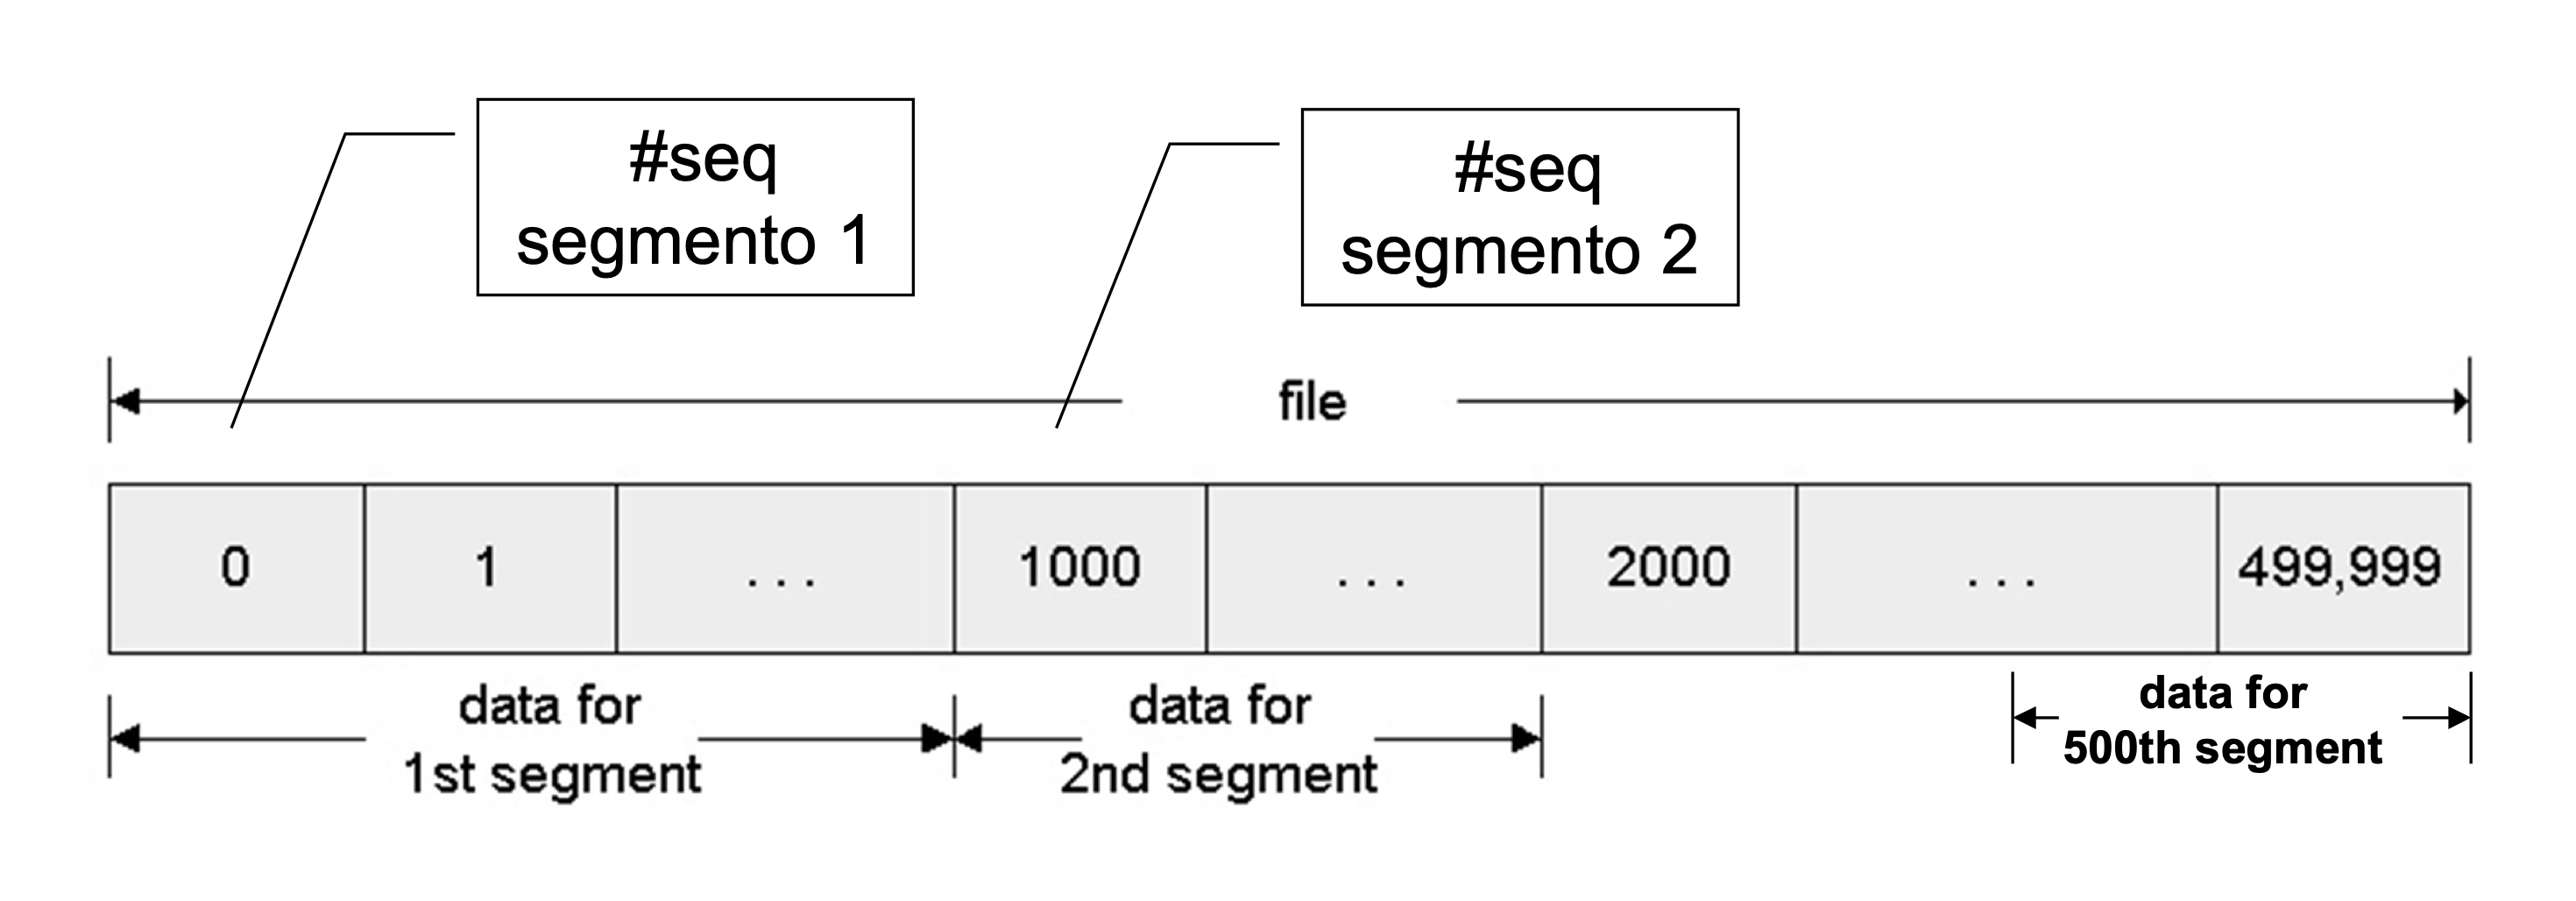 #seq
segmento 1
#seq
segmento 2
file
0 1 ... 1000 ... 2000 ... 499,999
data for
1st segment
data for
2nd segment
data for
500th segment